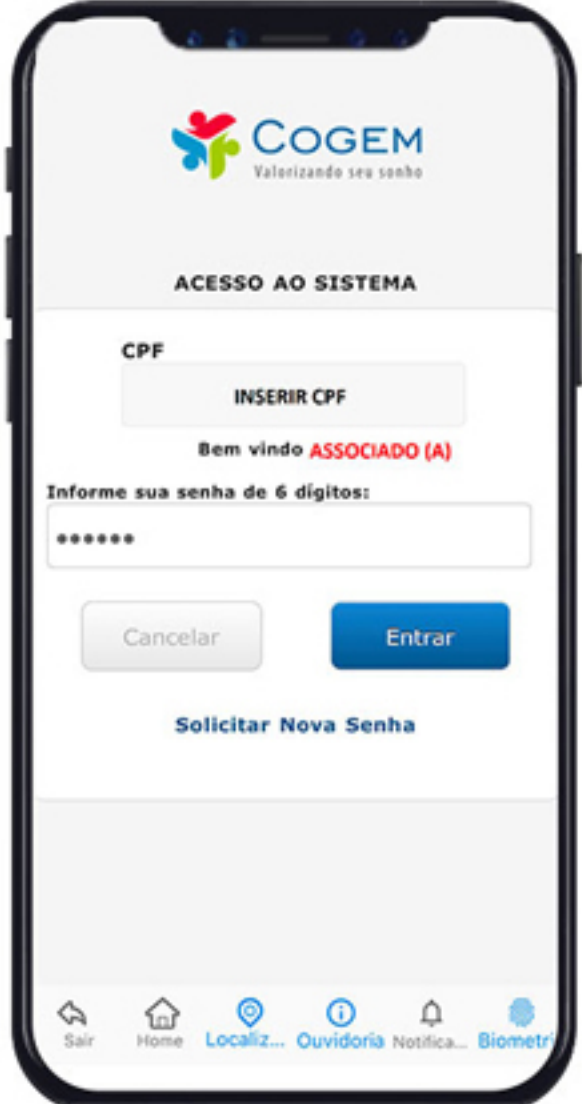 COGEM
Valorizando seu sonho
ACESSO AO SISTEMA
CPF
INSERIR CPF
Bem vindo ASSOCIADO (A)
Informe sua senha de 6 dígitos:
******
Cancelar Entrar
Solicitar Nova Senha
Sair Home Localiz... Ouvidoria Notifica... Biometri